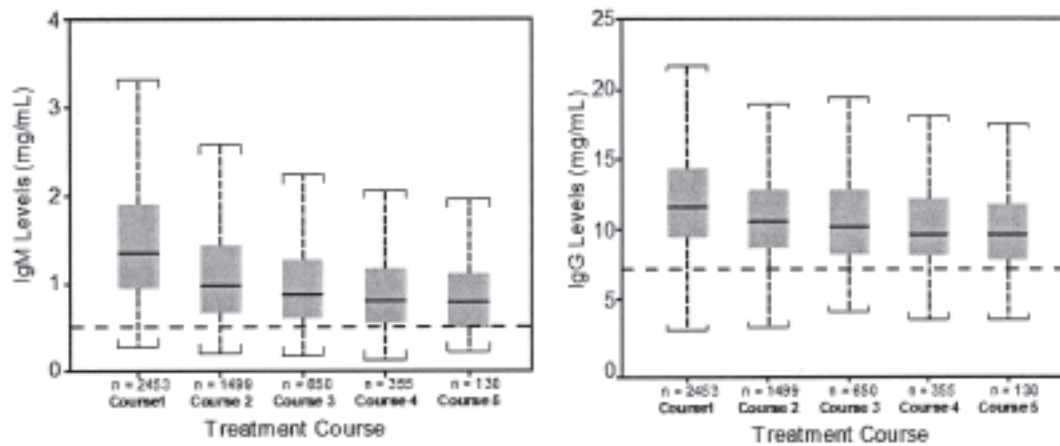 4
3
2
1
0
IgM Levels (mg/mL)
n = 2453 n = 1499 n = 650 n = 355 n = 130
Course1 Course 2 Course 3 Course 4 Course 5
Treatment Course
25
20
15
10
5
0
IgG Levels (mg/mL)
n = 2453 n = 1499 n = 650 n = 355 n = 130
Course1 Course 2 Course 3 Course 4 Course 5
Treatment Course